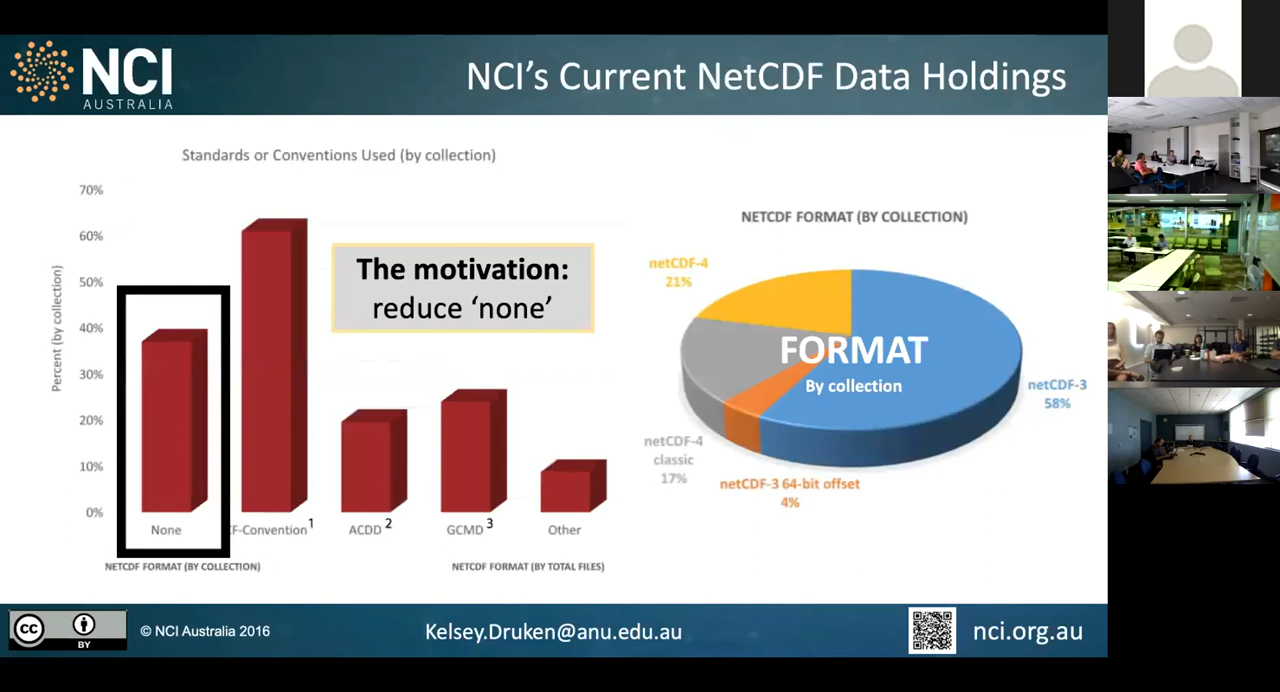 NCI
AUSTRALIA
NCI's Current NetCDF Data Holdings
Standards or Conventions Used (by collection)
Percent (by collection)
70%
60%
50%
40%
30%
20%
10%
0%
None
CF-Convention 1
ACDD 2
GCMD 3
Other
The motivation:
reduce 'none'
NETCDF FORMAT (BY COLLECTION)
NETCDF FORMAT (BY TOTAL FILES)
NETCDF FORMAT (BY COLLECTION)
netCDF-4
21%
FORMAT
By collection
netCDF-3
58%
netCDF-4
classic
17%
netCDF-3 64-bit offset
4%
cc
BY
© NCI Australia 2016
Kelsey.Druken@anu.edu.au
nci.org.au